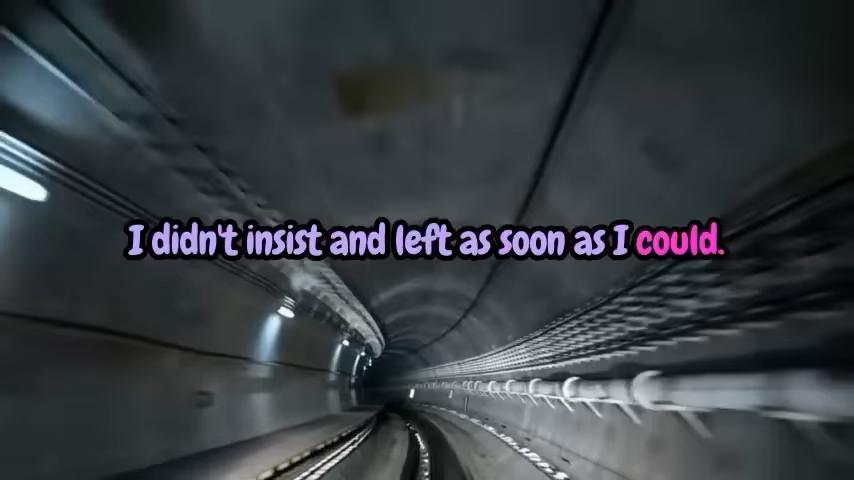 I didn't insist and left as soon as I could.